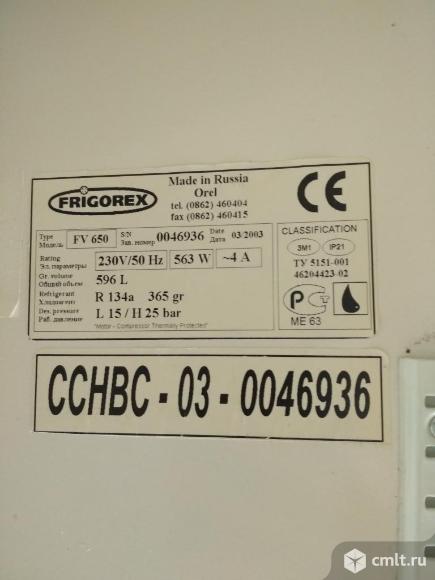 FRIGOREX
Made in Russia
Orel
tel. (0862) 460404
fax (0862) 460415
CE
Type
Модель
FV 650
S/N
Зав. номер
0046936
Date
Дата
03/2003
Rating
Эл. параметры
230V/50 Hz
563 W
~4 A
Gr. volume
Общий объем
596 L
Refrigerant
Хладоагент
R 134a 365 gr
Des. pressure
Раб. давление
L 15 / H 25 bar
"Motor - Compressor Thermally Protected"
CLASSIFICATION
3M1
IP21
ТУ 5151-001
46204423-02
РСТ
ME 63
CCHBC - 03 - 0046936
cmlt.ru